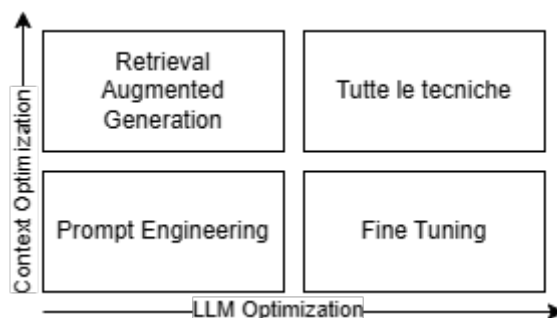 Retrieval
Augmented
Generation
Tutte le tecniche
Context Optimization
Prompt Engineering
Fine Tuning
LLM Optimization